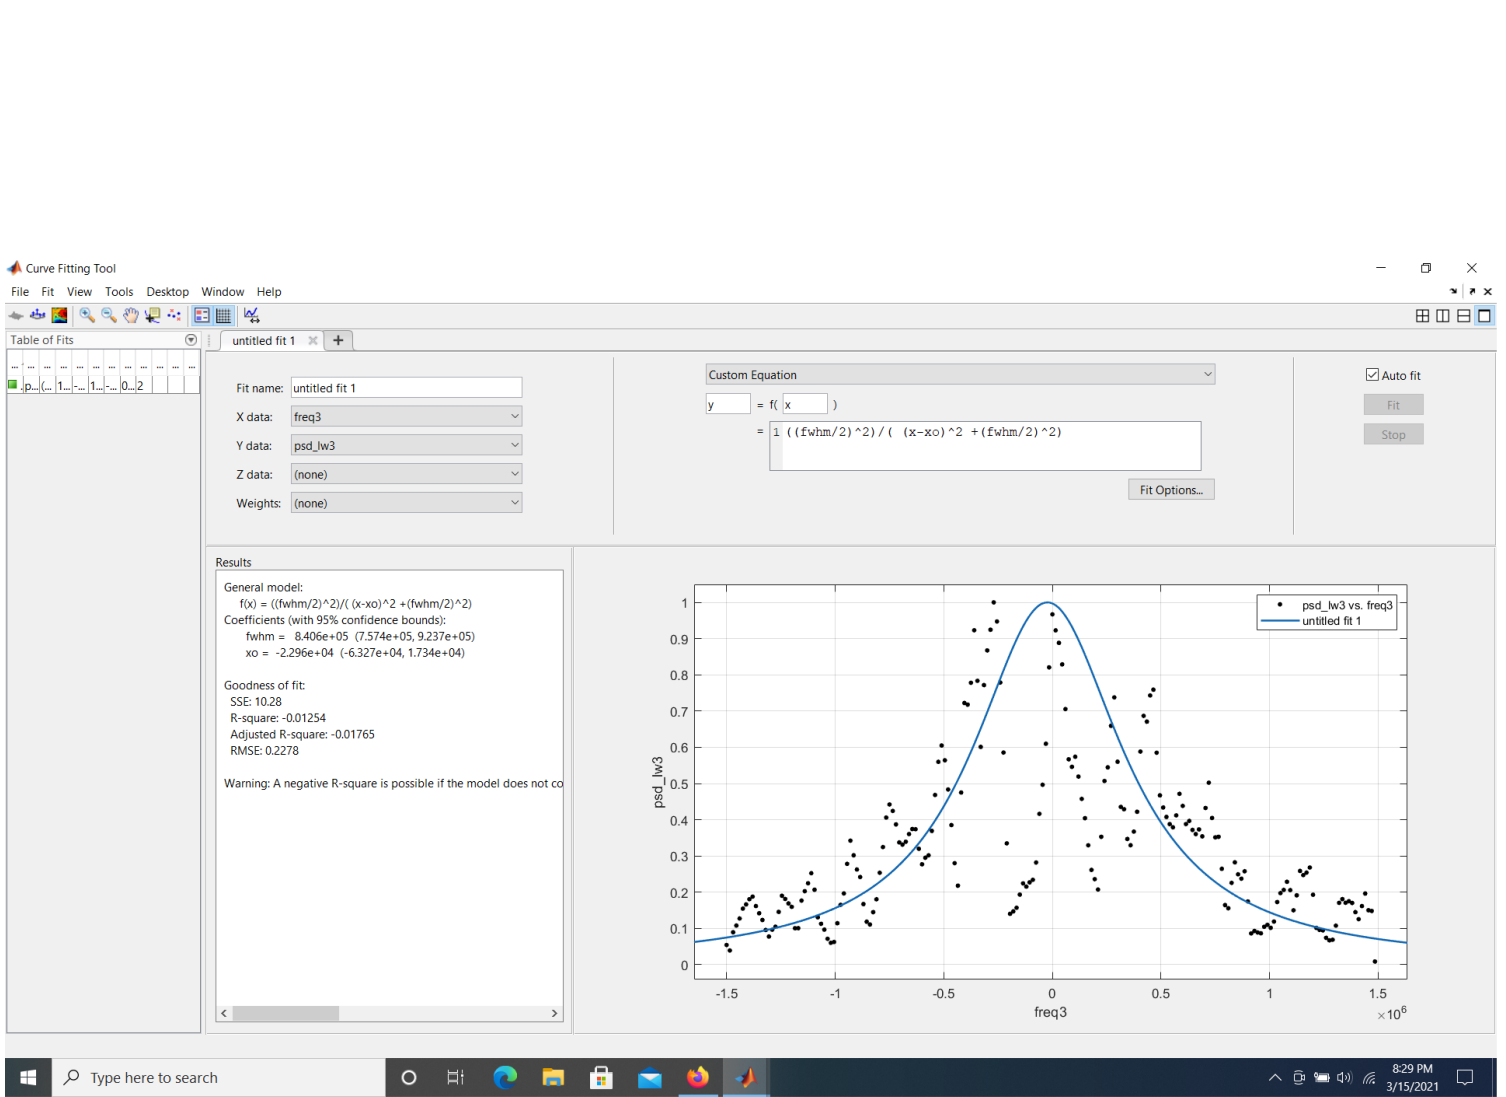 Curve Fitting Tool
File Fit View Tools Desktop Window Help
Table of Fits
untitled fit 1
... . ... ... ... ... ... ... ... ... ... ... ...
. p... (... 1... -... 1... -... 0... 2
Fit name: untitled fit 1
X data: freq3
Y data: psd_lw3
Z data: (none)
Weights: (none)
Custom Equation
y = f( x )
= 1 ((fwhm/2)^2)/( (x-xo)^2 +(fwhm/2)^2)
Fit Options...
Auto fit
Fit
Stop
Results
General model:
f(x) = ((fwhm/2)^2)/( (x-xo)^2 +(fwhm/2)^2)
Coefficients (with 95% confidence bounds):
fwhm = 8.406e+05 (7.574e+05, 9.237e+05)
xo = -2.296e+04 (-6.327e+04, 1.734e+04)
Goodness of fit:
SSE: 10.28
R-square: -0.01254
Adjusted R-square: -0.01765
RMSE: 0.2278
Warning: A negative R-square is possible if the model does not co
psd_lw3 vs. freq3
untitled fit 1
1
0.9
0.8
0.7
0.6
0.5
0.4
0.3
0.2
0.1
0
psd_lw3
-1.5 -1 -0.5 0 0.5 1 1.5
freq3
×10⁶
Type here to search
8:29 PM
3/15/2021